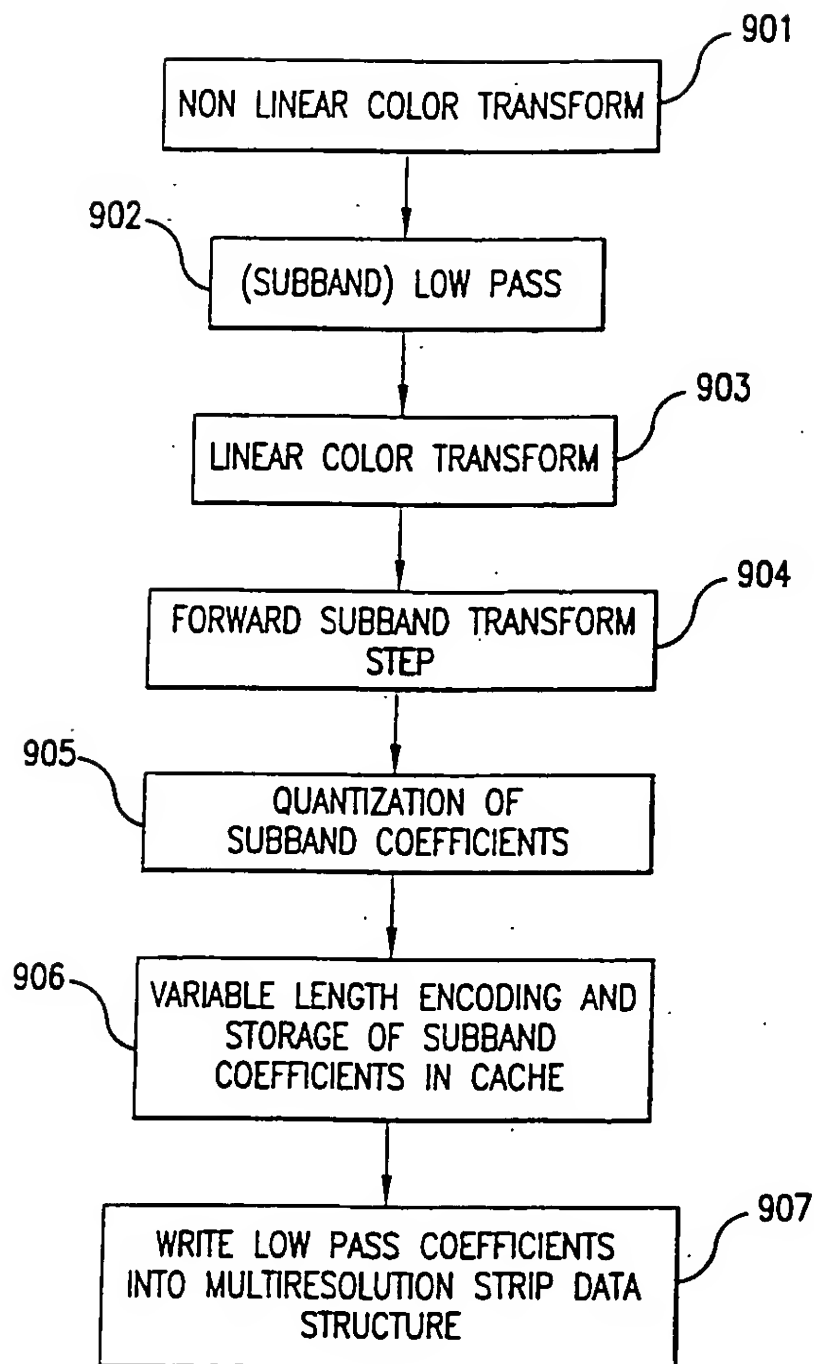 901
NON LINEAR COLOR TRANSFORM
902
(SUBBAND) LOW PASS
903
LINEAR COLOR TRANSFORM
904
FORWARD SUBBAND TRANSFORM
STEP
905
QUANTIZATION OF
SUBBAND COEFFICIENTS
906
VARIABLE LENGTH ENCODING AND
STORAGE OF SUBBAND
COEFFICIENTS IN CACHE
907
WRITE LOW PASS COEFFICIENTS
INTO MULTIRESOLUTION STRIP DATA
STRUCTURE